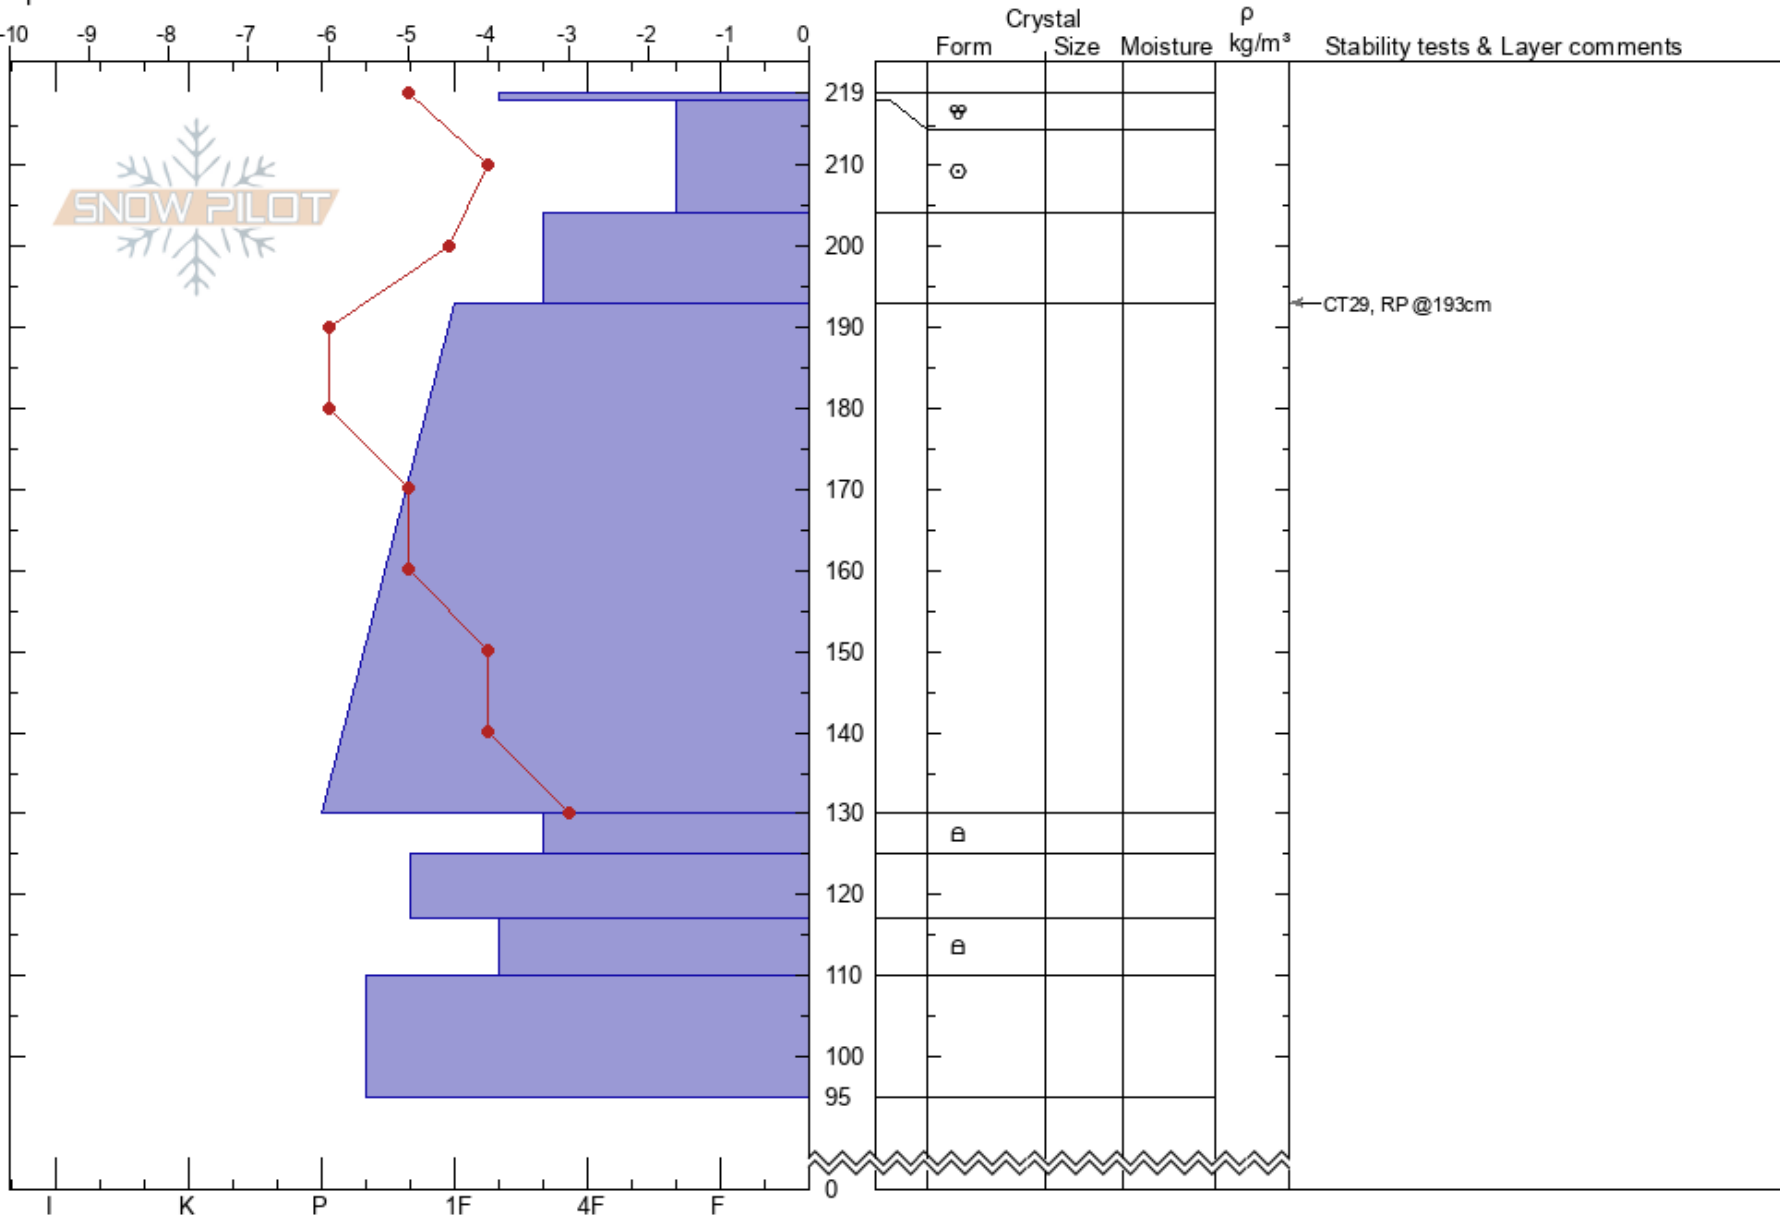 -10 -9 -8 -7 -6 -5 -4 -3 -2 -1 0
Crystal
Form Size Moisture
ρ
kg/m³
Stability tests & Layer comments
219
SNOW PILOT
210
200
CT29, RP @193cm
190
180
170
160
150
140
130
120
110
100
95
0
I K P 1F 4F F